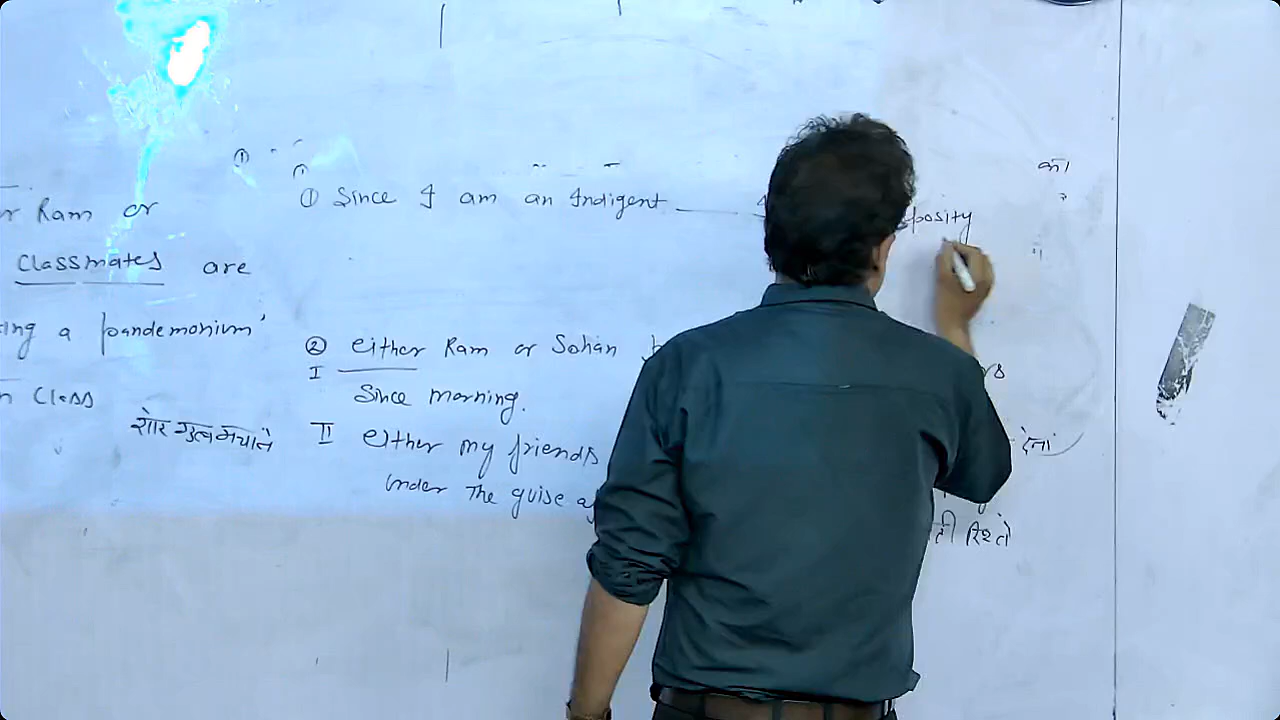 Ram or
classmates are
a pandemonium'
class
शोर गुल मचाने
① Since I am an Indigent
posity
का
② either Ram or Sohan
I
Since morning.
II either my friends
under the guise of
देना
रिश्ते